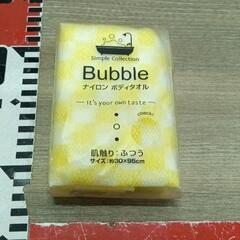 Simple Collection
Bubble
ナイロン ボディタオル
It's your own taste
check!
肌触り:ふつう
サイズ:約30×95cm